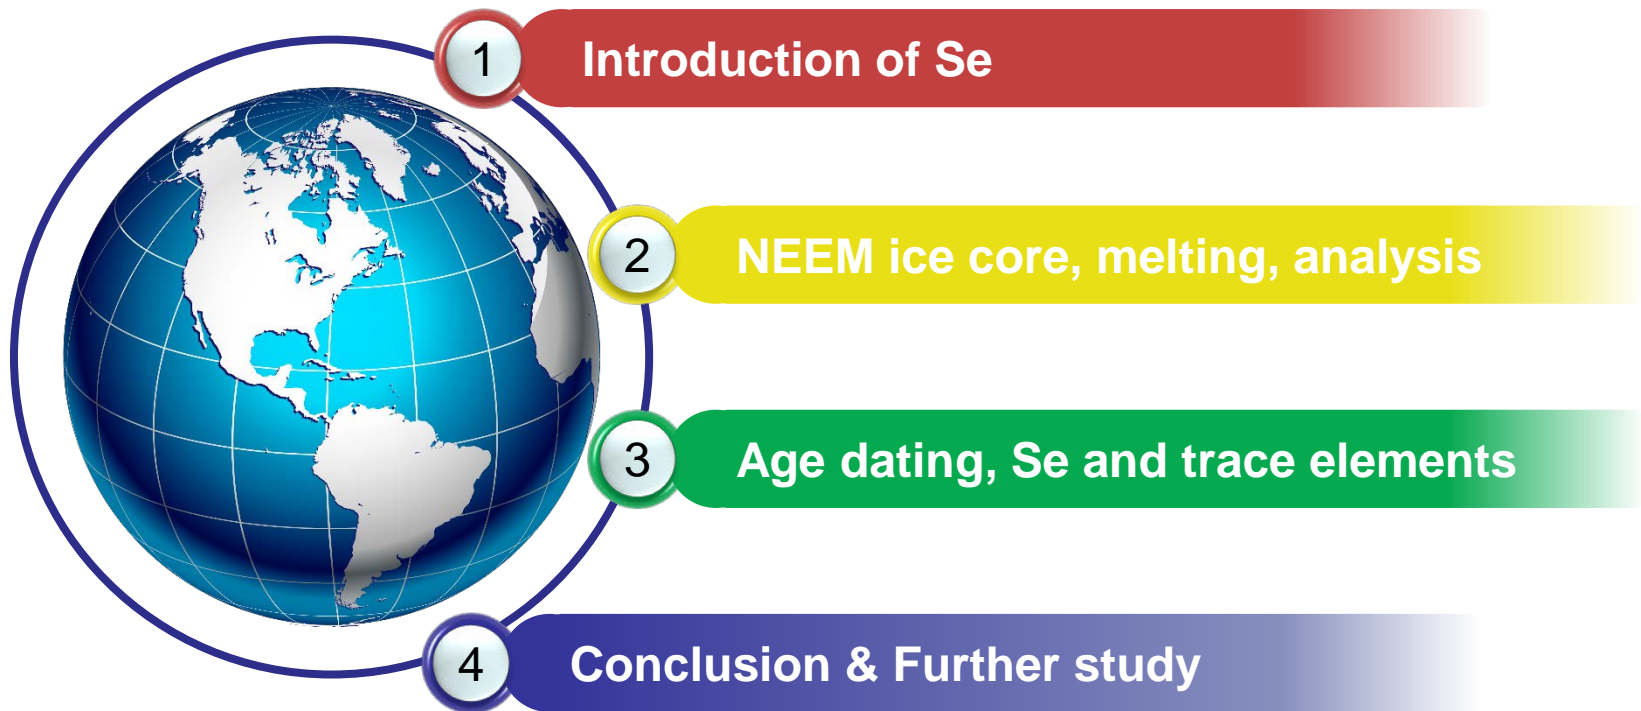 1 Introduction of Se
2 NEEM ice core, melting, analysis
3 Age dating, Se and trace elements
4 Conclusion & Further study